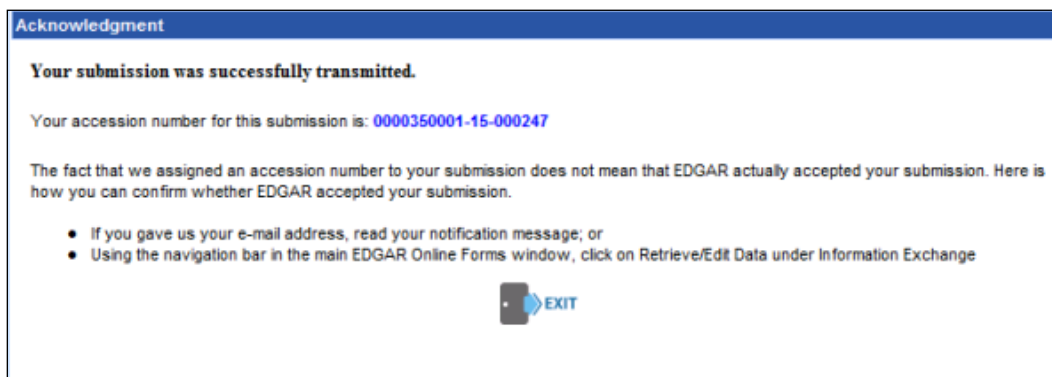 Acknowledgment
Your submission was successfully transmitted.
Your accession number for this submission is: 0000350001-15-000247
The fact that we assigned an accession number to your submission does not mean that EDGAR actually accepted your submission. Here is
how you can confirm whether EDGAR accepted your submission.
● If you gave us your e-mail address, read your notification message; or
● Using the navigation bar in the main EDGAR Online Forms window, click on Retrieve/Edit Data under Information Exchange
EXIT